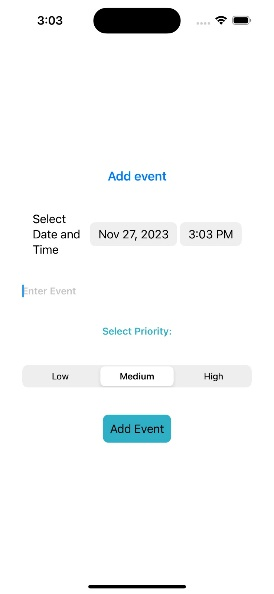 3:03
Add event
Select
Date and
Time
Nov 27, 2023
3:03 PM
Enter Event
Select Priority:
Low
Medium
High
Add Event